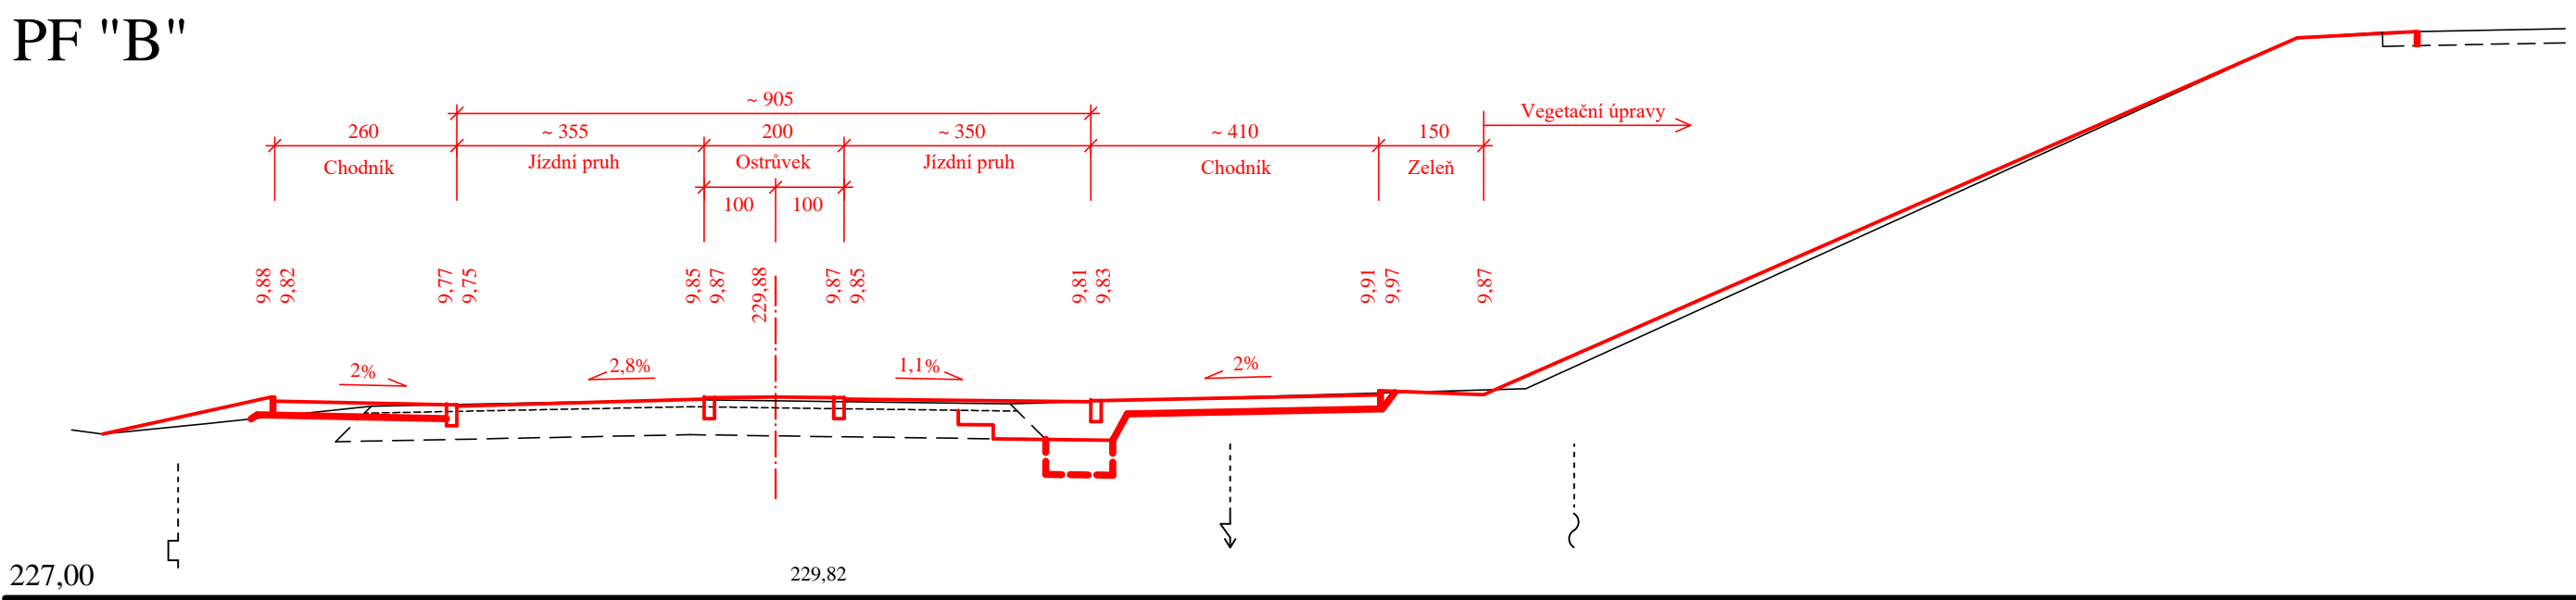 PF "B"
~ 905
260 ~ 355 200 ~ 350 ~ 410 150 Vegetační úpravy
Chodník Jízdní pruh Ostrůvek Jízdní pruh Chodník Zeleň
100 100
9,88 9,82 9,77 9,75 9,85 9,87 229,88 9,87 9,85 9,81 9,83 9,91 9,97 9,87
2% 2,8% 1,1% 2%
227,00 229,82